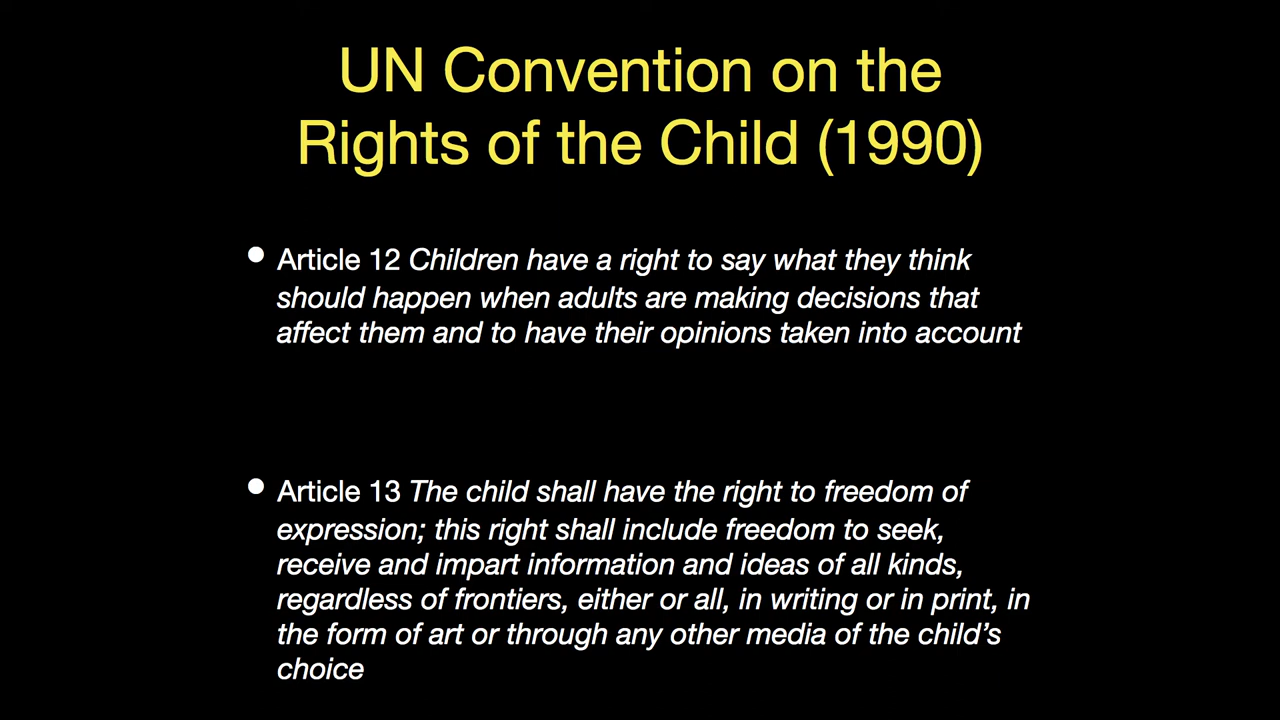 UN Convention on the
Rights of the Child (1990)
• Article 12 Children have a right to say what they think
should happen when adults are making decisions that
affect them and to have their opinions taken into account
• Article 13 The child shall have the right to freedom of
expression; this right shall include freedom to seek,
receive and impart information and ideas of all kinds,
regardless of frontiers, either or all, in writing or in print, in
the form of art or through any other media of the child’s
choice